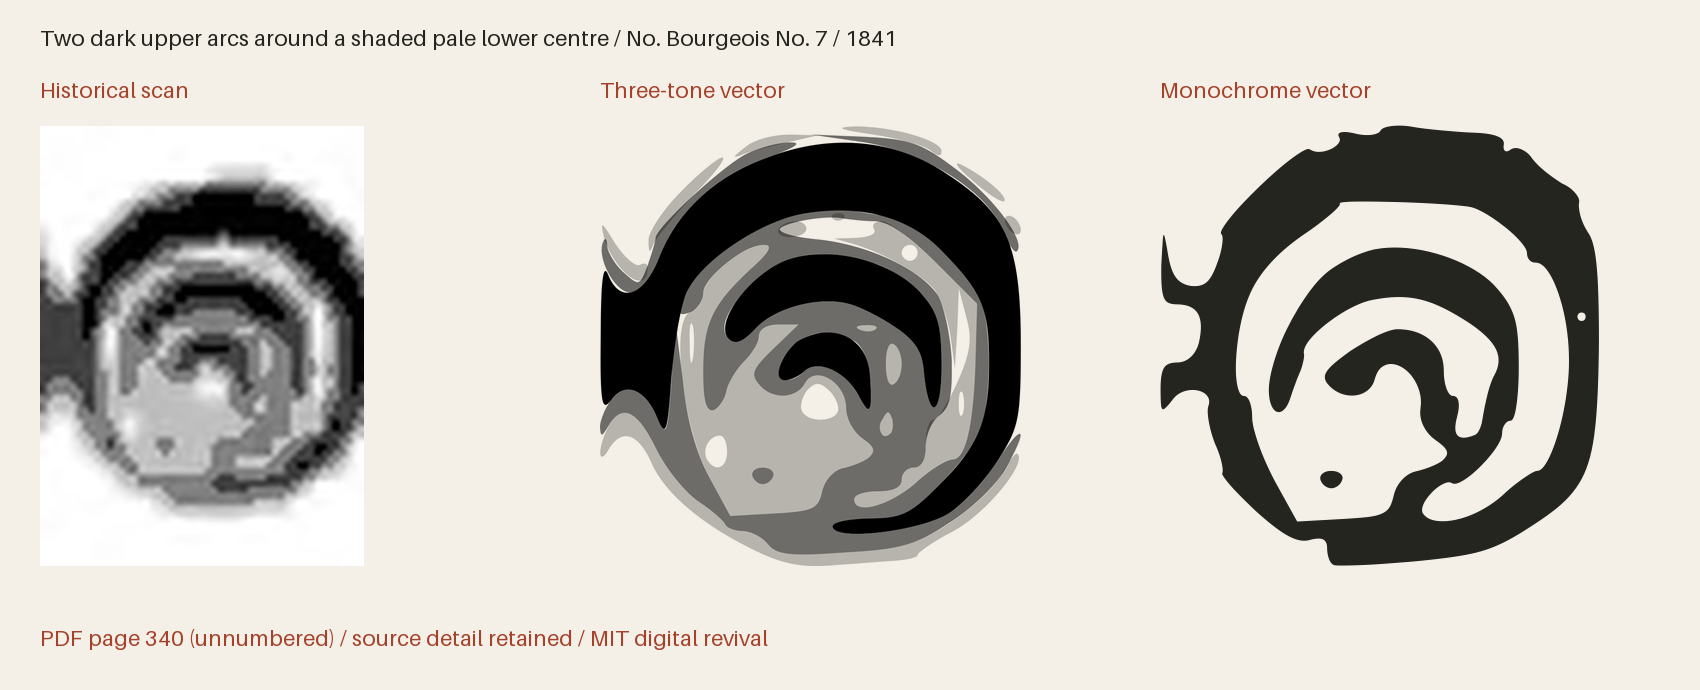 Two dark upper arcs around a shaded pale lower centre / No. Bourgeois No. 7 / 1841
Historical scan
Three-tone vector
Monochrome vector
PDF page 340 (unnumbered) / source detail retained / MIT digital revival